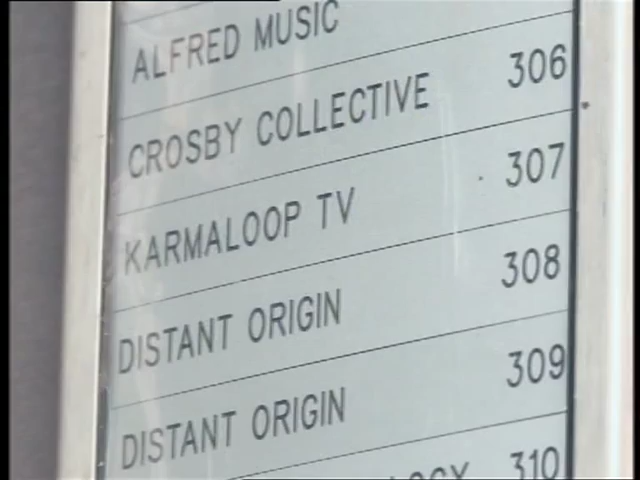 ALFRED MUSIC
CROSBY COLLECTIVE 306
KARMALOOP TV 307
DISTANT ORIGIN 308
DISTANT ORIGIN 309
310